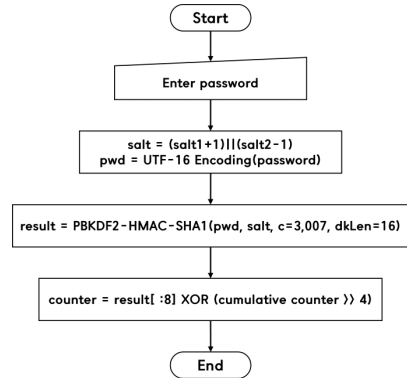 Start
Enter password
salt = (salt1+1)||(salt2-1)
pwd = UTF-16 Encoding(password)
result = PBKDF2-HMAC-SHA1(pwd, salt, c=3,007, dkLen=16)
counter = result[ :8] XOR (cumulative counter >> 4)
End